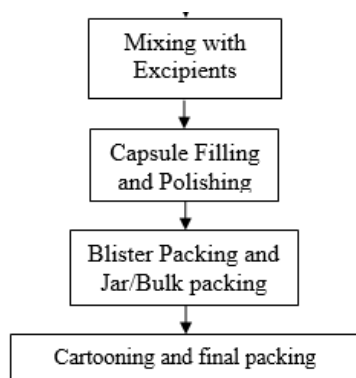 Mixing with
Excipients
Capsule Filling
and Polishing
Blister Packing and
Jar/Bulk packing
Cartooning and final packing